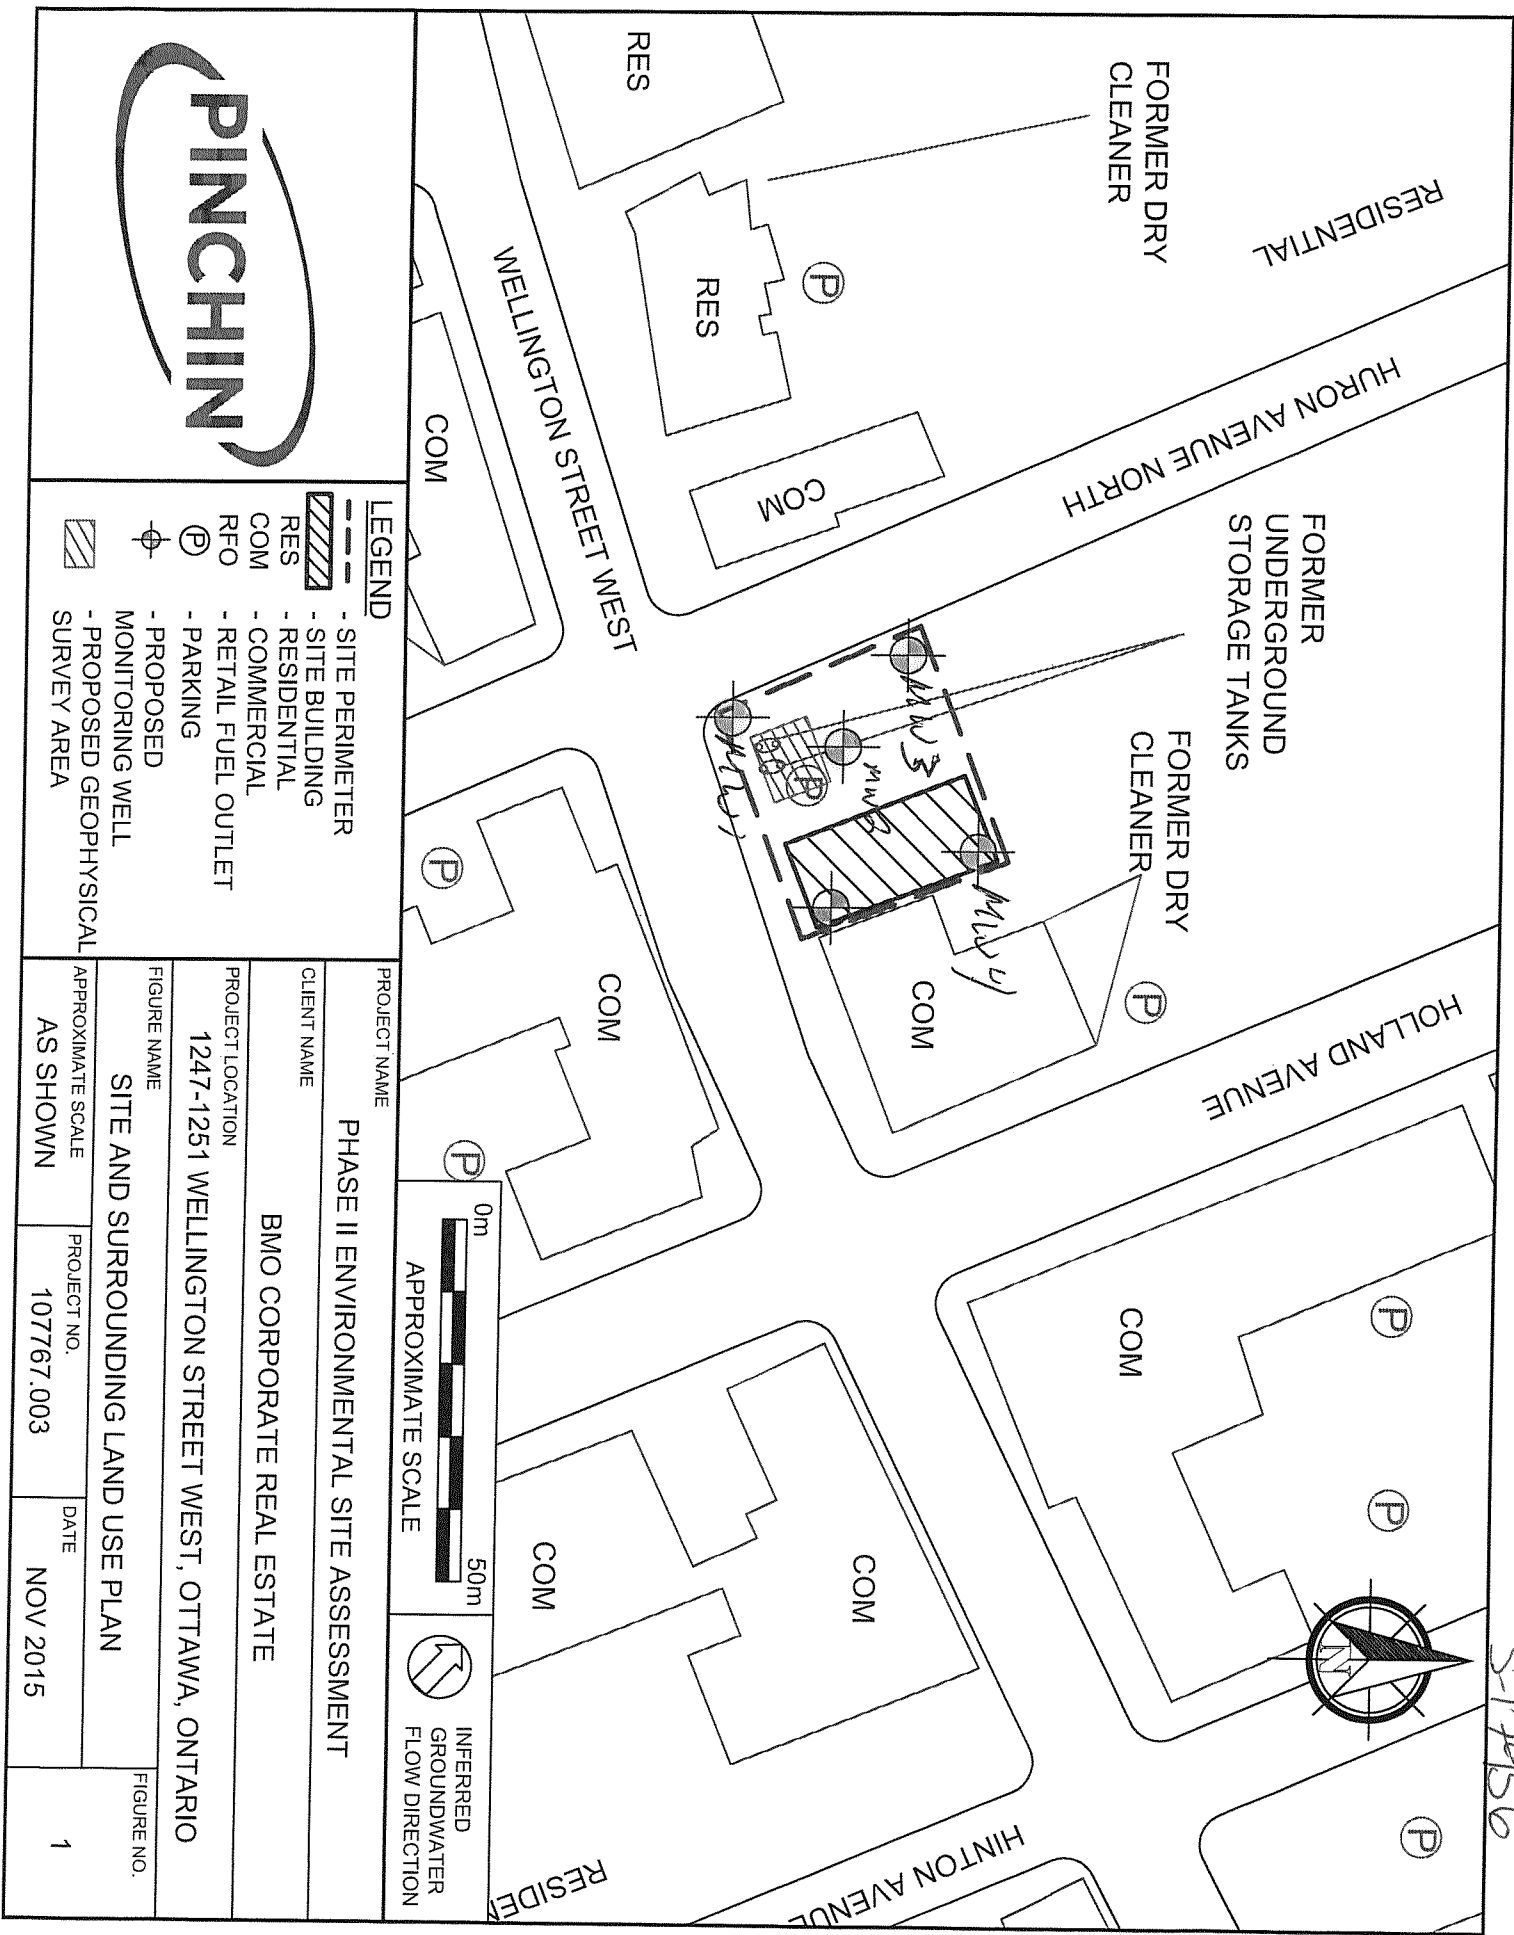 RESIDENTIAL
HURON AVENUE NORTH
HOLLAND AVENUE
HINTON AVENUE
RESIDEN
WELLINGTON STREET WEST
FORMER DRY
CLEANER
FORMER
UNDERGROUND
STORAGE TANKS
FORMER DRY
CLEANER
RES
RES
COM
COM
COM
COM
COM
COM
COM
P
P
P
P
P
P
P
P
MW3
MW4
N
PINCHIN
LEGEND
- SITE PERIMETER
- SITE BUILDING
RES - RESIDENTIAL
COM - COMMERCIAL
RFO - RETAIL FUEL OUTLET
P - PARKING
- PROPOSED
MONITORING WELL
- PROPOSED GEOPHYSICAL
SURVEY AREA
0m 50m
APPROXIMATE SCALE
INFERRED
GROUNDWATER
FLOW DIRECTION
PROJECT NAME
PHASE II ENVIRONMENTAL SITE ASSESSMENT
CLIENT NAME
BMO CORPORATE REAL ESTATE
PROJECT LOCATION
1247-1251 WELLINGTON STREET WEST, OTTAWA, ONTARIO
FIGURE NAME
SITE AND SURROUNDING LAND USE PLAN
APPROXIMATE SCALE
AS SHOWN
PROJECT NO.
107767.003
DATE
NOV 2015
FIGURE NO.
1